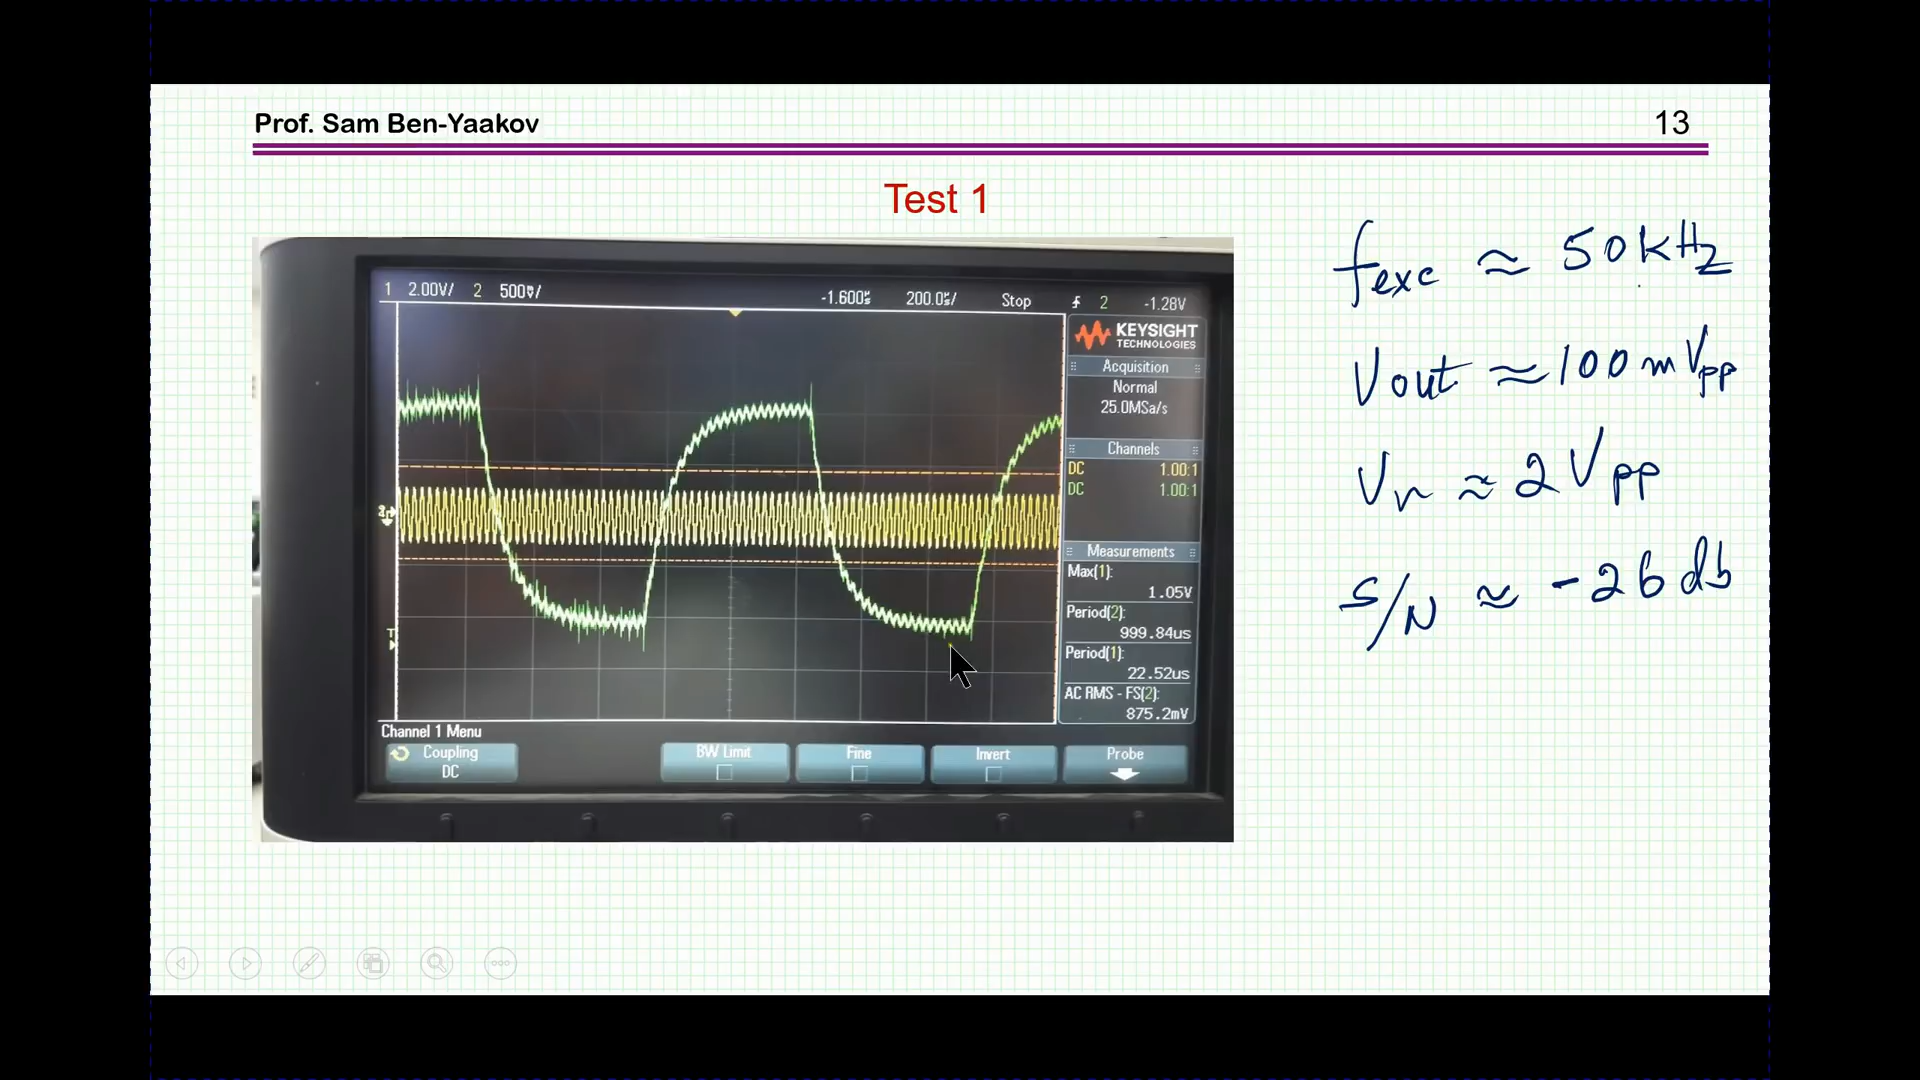 Prof. Sam Ben-Yaakov 13
Test 1
1 2.00V/ 2 500▽/ -1.600s 200.0s/ Stop 2 -1.28V
KEYSIGHT
TECHNOLOGIES
Acquisition
Normal
25.0MSa/s
Channels
DC 1.00:1
DC 1.00:1
Measurements
Max(1):
1.05V
Period(2):
999.84us
Period(1):
22.52us
AC RMS - FS(2):
875.2mV
Channel 1 Menu
Coupling
DC
BW Limit
Fine
Invert
Probe
fexc ≈ 50kHz
Vout ≈ 100mVpp
Vn ≈ 2Vpp
S/N ≈ -26db